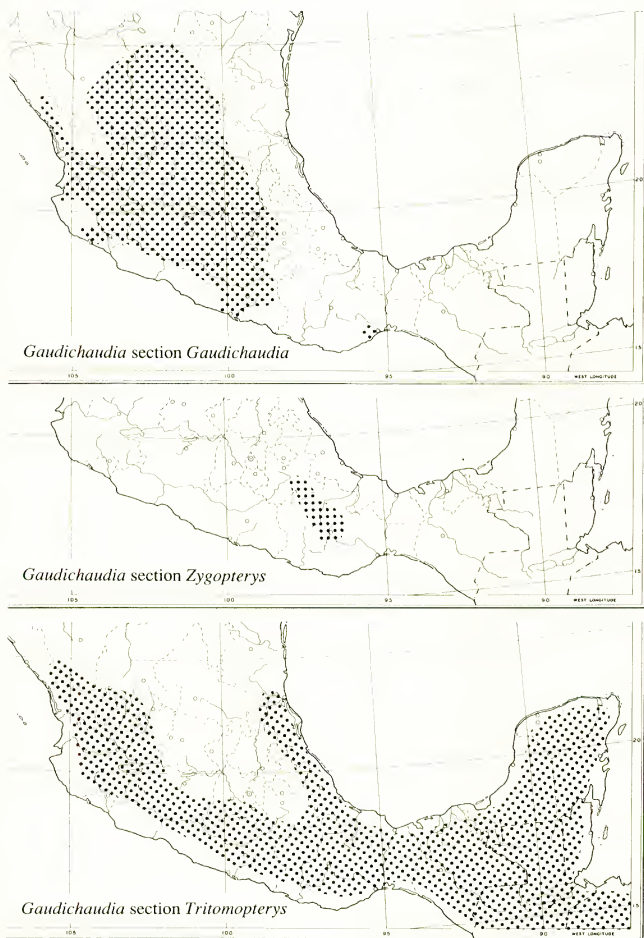 20
Gaudichaudia section Gaudichaudia
15
105 100 95 90 WEST LONGITUDE
20
Gaudichaudia section Zygopterys
15
105 100 95 90 WEST LONGITUDE
20
Gaudichaudia section Tritomopterys
15
105 100 95 90 WEST LONGITUDE